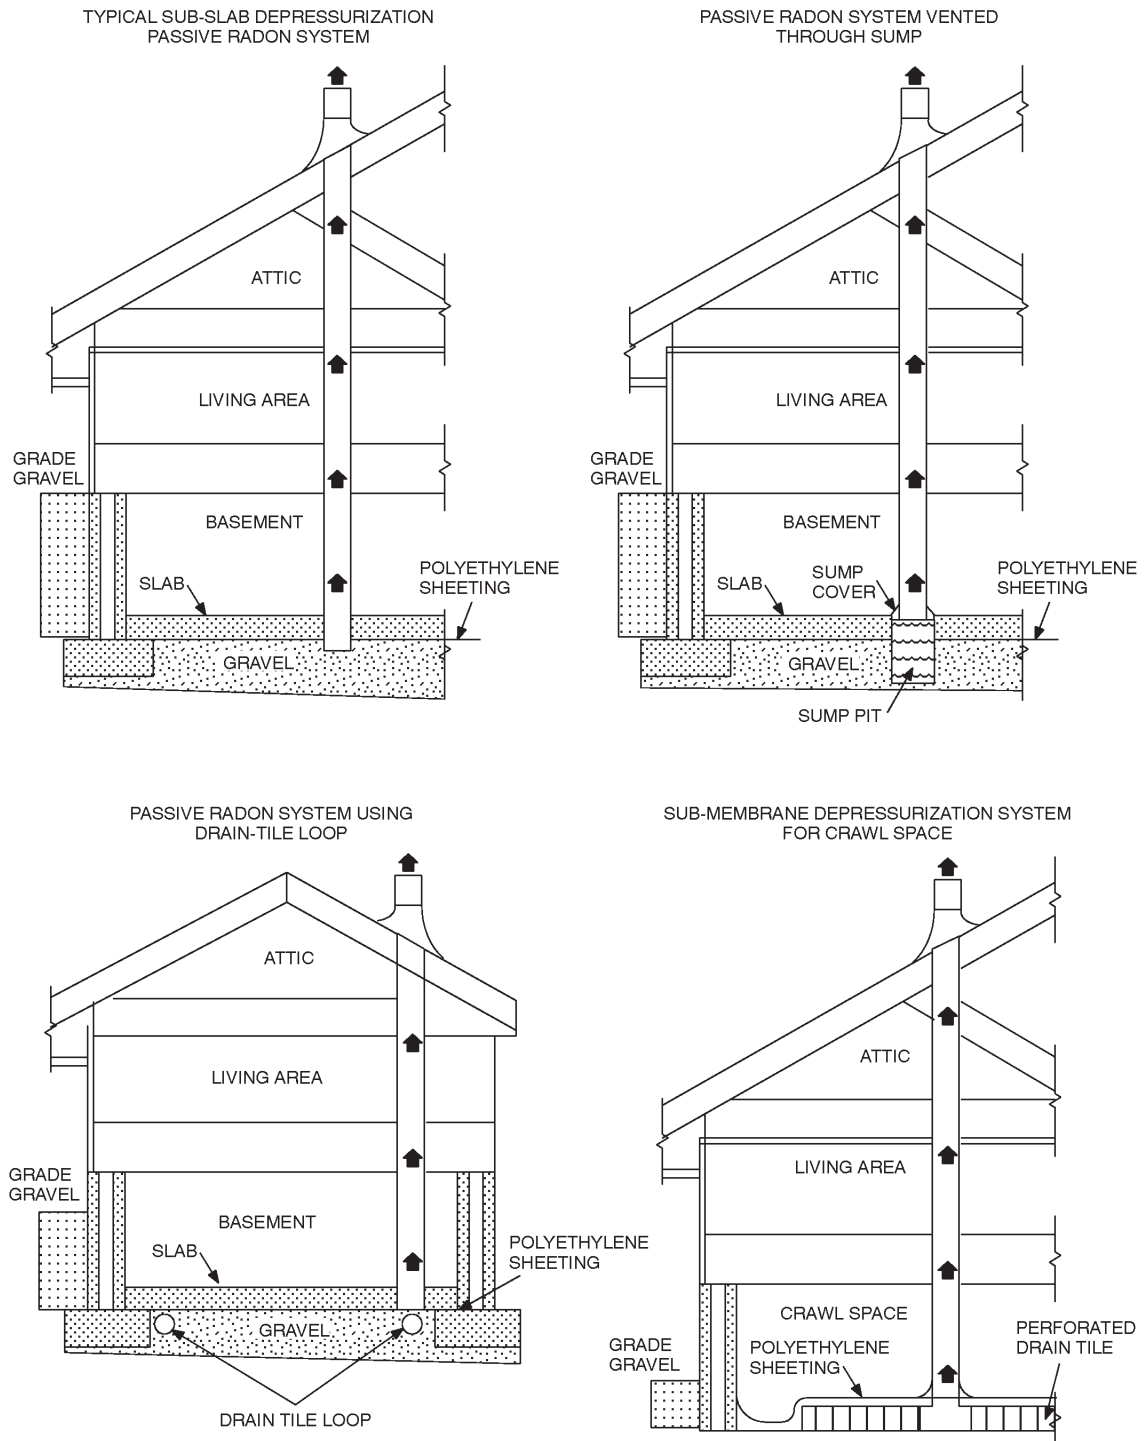 TYPICAL SUB-SLAB DEPRESSURIZATION
PASSIVE RADON SYSTEM
ATTIC
LIVING AREA
GRADE
GRAVEL
BASEMENT
SLAB
POLYETHYLENE
SHEETING
GRAVEL
PASSIVE RADON SYSTEM VENTED
THROUGH SUMP
ATTIC
LIVING AREA
GRADE
GRAVEL
BASEMENT
SLAB
SUMP
COVER
POLYETHYLENE
SHEETING
GRAVEL
SUMP PIT
PASSIVE RADON SYSTEM USING
DRAIN-TILE LOOP
ATTIC
LIVING AREA
GRADE
GRAVEL
BASEMENT
SLAB
POLYETHYLENE
SHEETING
GRAVEL
DRAIN TILE LOOP
SUB-MEMBRANE DEPRESSURIZATION SYSTEM
FOR CRAWL SPACE
ATTIC
LIVING AREA
CRAWL SPACE
GRADE
GRAVEL
POLYETHYLENE
SHEETING
PERFORATED
DRAIN TILE